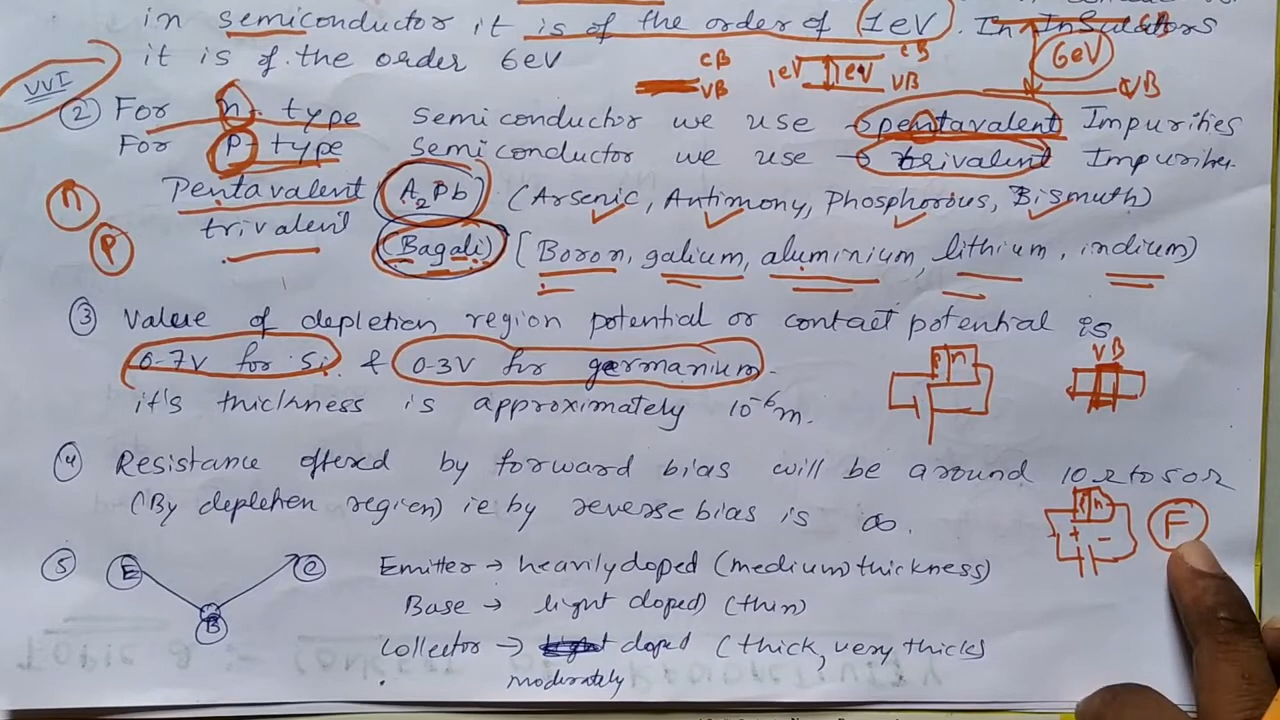 in semiconductor it is of the order of 1eV. In Insulators
it is of the order 6eV
CB
VB
1eV
1eV
CB
VB
6eV
VB
VVI
② For n-type semiconductor we use → pentavalent Impurities
For P-type semiconductor we use → trivalent Impurities
n Pentavalent (A2Pb) (Arsenic, Antimony, Phosphorous, Bismuth)
P trivalent (Bagali) [Boron, galium, aluminium, lithium, indium)
③ Value of depletion region potential or contact potential is
0.7V for Si & 0.3V for germanium.
it's thickness is approximately 10⁻⁶m.
P n
VB
④ Resistance offered by forward bias will be around 10Ω to 50Ω
(By depletion region) ie by reverse bias is ∞.
P n
+ -
F
⑤ E C Emitter → heavily doped (medium) thickness)
B Base → light doped) (thin)
Collector → doped (thick, very thick)
moderately